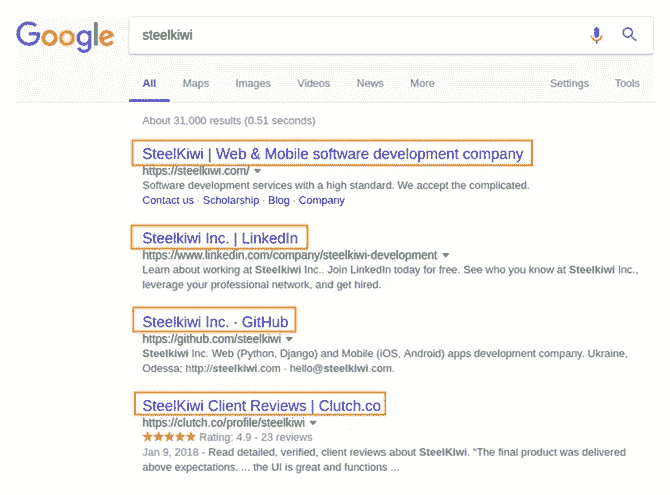 Google steelkiwi
All Maps Images Videos News More Settings Tools
About 31,000 results (0.51 seconds)
SteelKiwi | Web & Mobile software development company
https://steelkiwi.com/
Software development services with a high standard. We accept the complicated.
Contact us · Scholarship · Blog · Company
Steelkiwi Inc. | LinkedIn
https://www.linkedin.com/company/steelkiwi-development
Learn about working at Steelkiwi Inc.. Join LinkedIn today for free. See who you know at Steelkiwi Inc.,
leverage your professional network, and get hired.
Steelkiwi Inc. · GitHub
https://github.com/steelkiwi
Steelkiwi Inc. Web (Python, Django) and Mobile (iOS, Android) apps development company. Ukraine,
Odessa; http://steelkiwi.com · hello@steelkiwi.com.
SteelKiwi Client Reviews | Clutch.co
https://clutch.co/profile/steelkiwi
★★★★★ Rating: 4.9 - 23 reviews
Jan 9, 2018 - Read detailed, verified, client reviews about SteelKiwi. “The final product was delivered
above expectations. ... the UI is great and functions ...